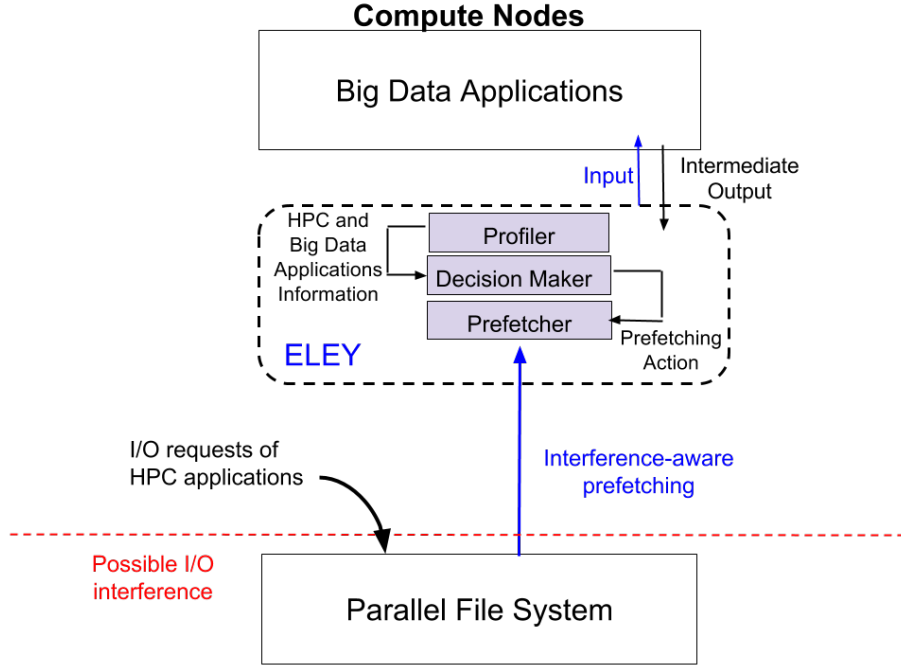 Compute Nodes
Big Data Applications
Input
Intermediate
Output
HPC and
Big Data
Applications
Information
Profiler
Decision Maker
Prefetcher
Prefetching
Action
ELEY
I/O requests of
HPC applications
Interference-aware
prefetching
Possible I/O
interference
Parallel File System